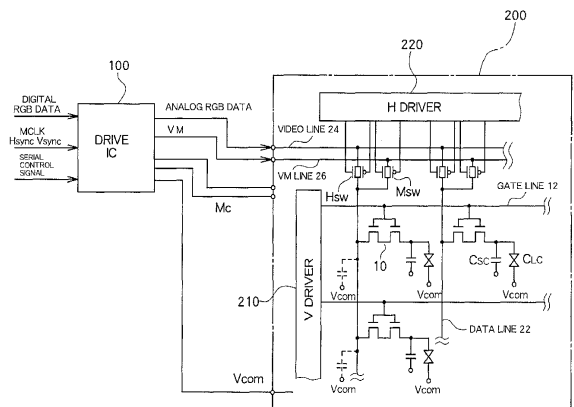 200
220
100
DIGITAL
RGB DATA
ANALOG RGB DATA
H DRIVER
MCLK
Hsync Vsync
DRIVE
IC
VM
VIDEO LINE 24
SERIAL
CONTROL
SIGNAL
VM LINE 26
Hsw
Msw
GATE LINE 12
Mc
10
CSC
CLC
210
V DRIVER
Vcom
Vcom
Vcom
DATA LINE 22
Vcom
Vcom
Vcom